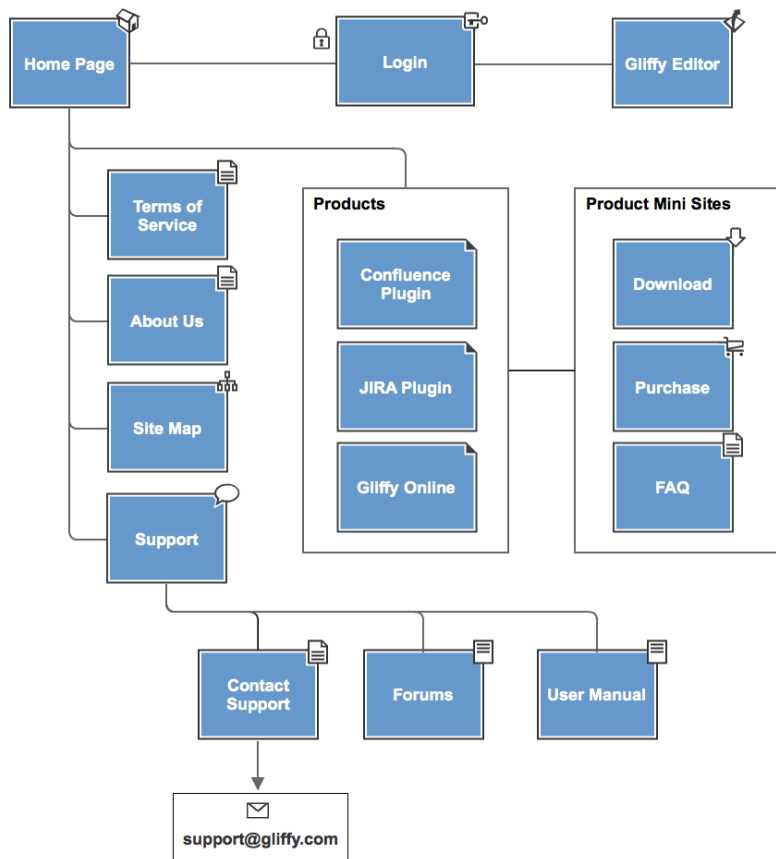 Home Page
Login
Gliffy Editor
Terms of
Service
Products
Product Mini Sites
Confluence
Plugin
Download
About Us
JIRA Plugin
Purchase
Site Map
Gliffy Online
FAQ
Support
Contact
Support
Forums
User Manual
support@gliffy.com